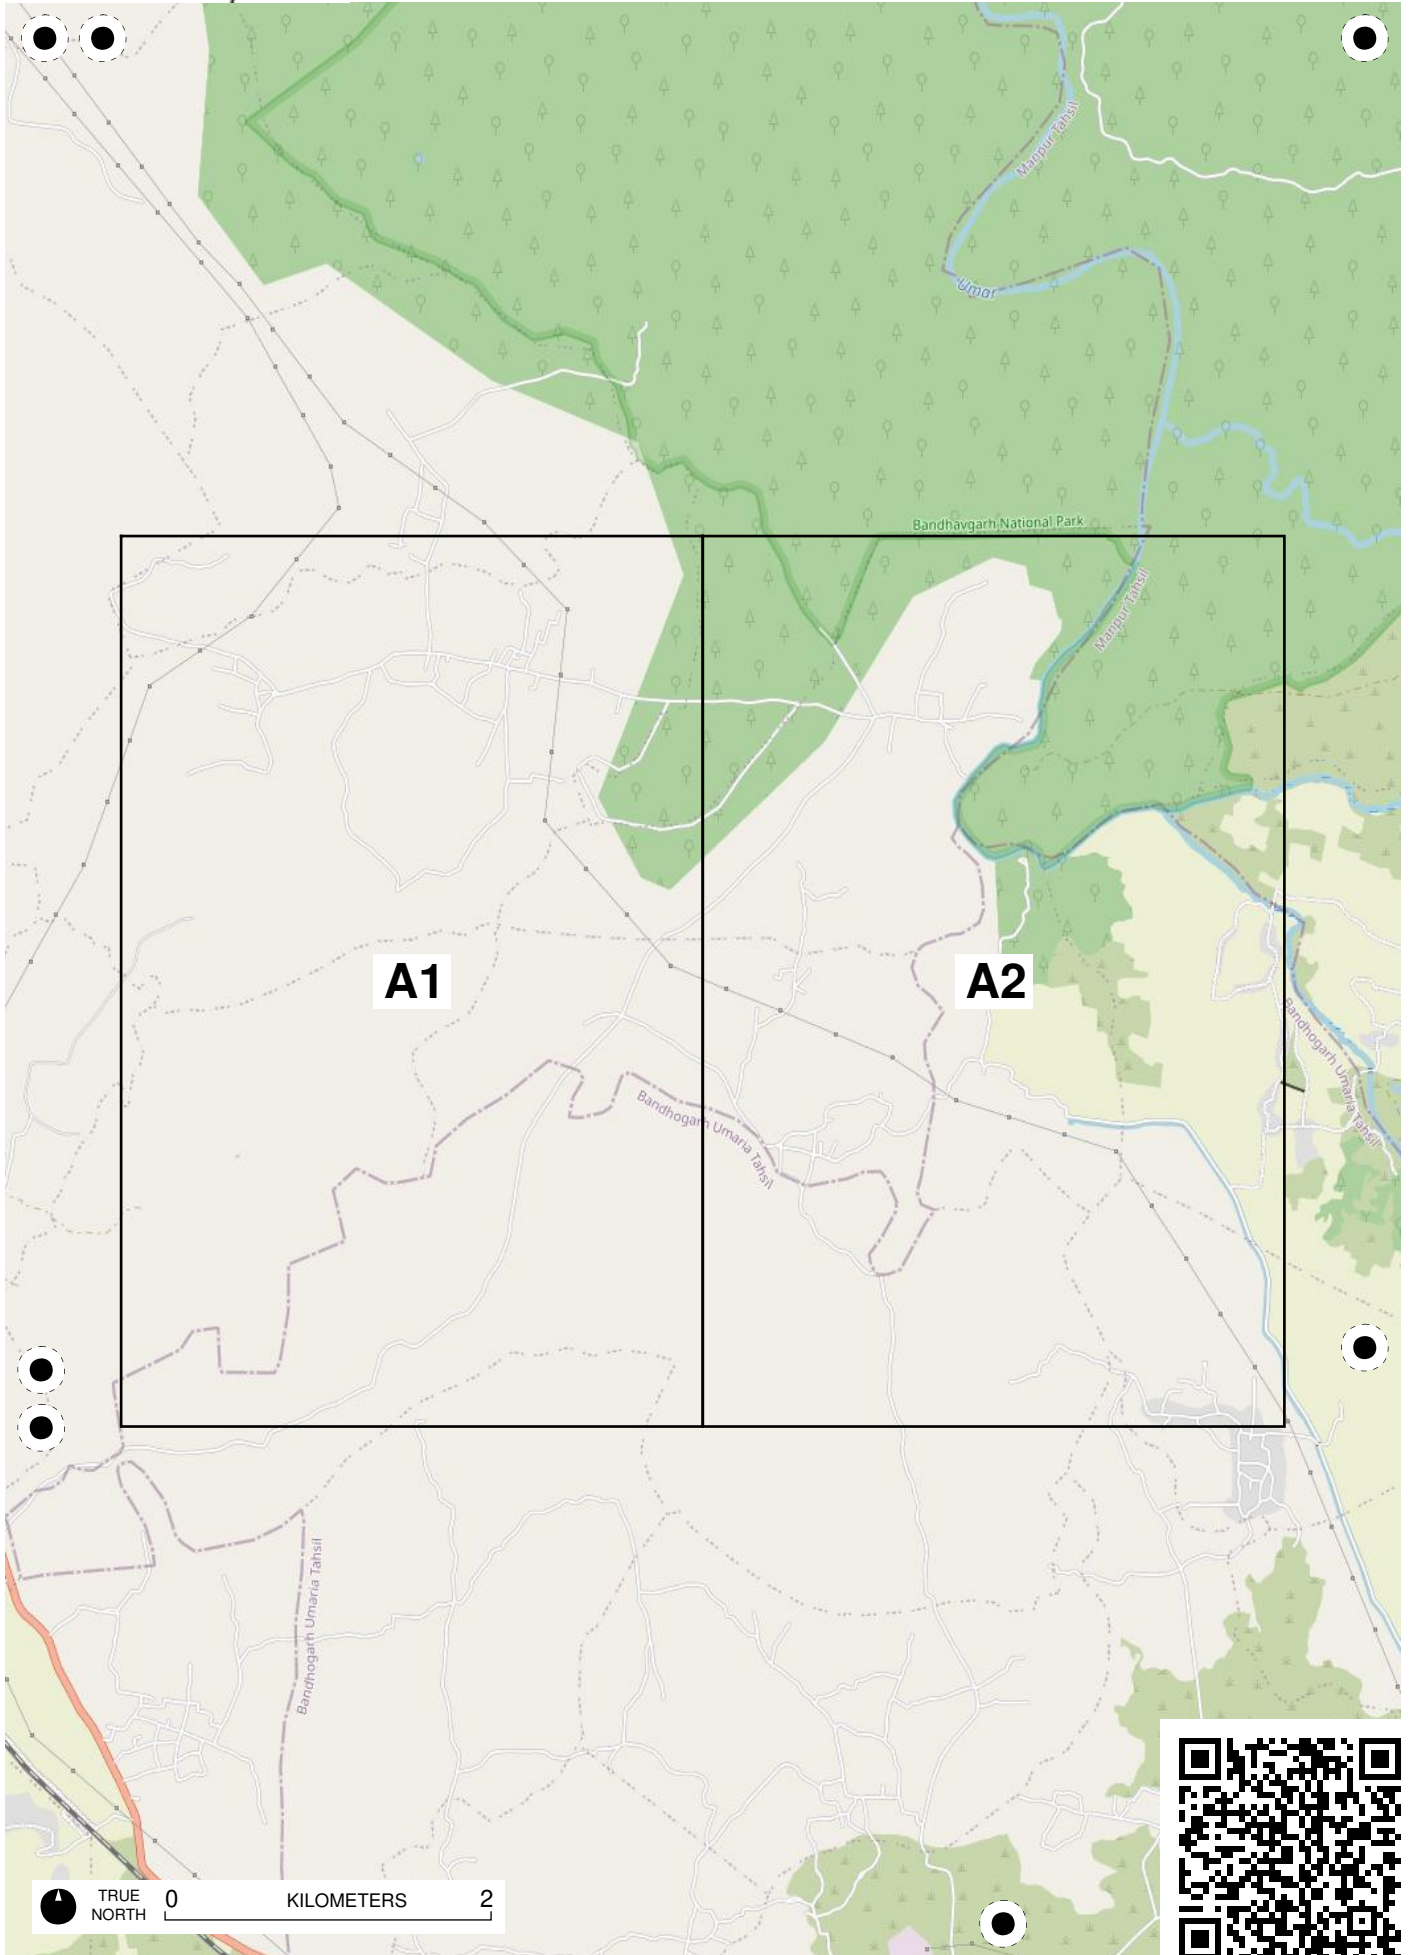 Manpur Tahsil
Umar
Bandhavgarh National Park
Manpur Tahsil
A1
A2
Bandhogarh Umaria Tahsil
Bandhogarh Umaria Tahsil
Bandhogarh Umaria Tahsil
TRUE NORTH
0 KILOMETERS 2